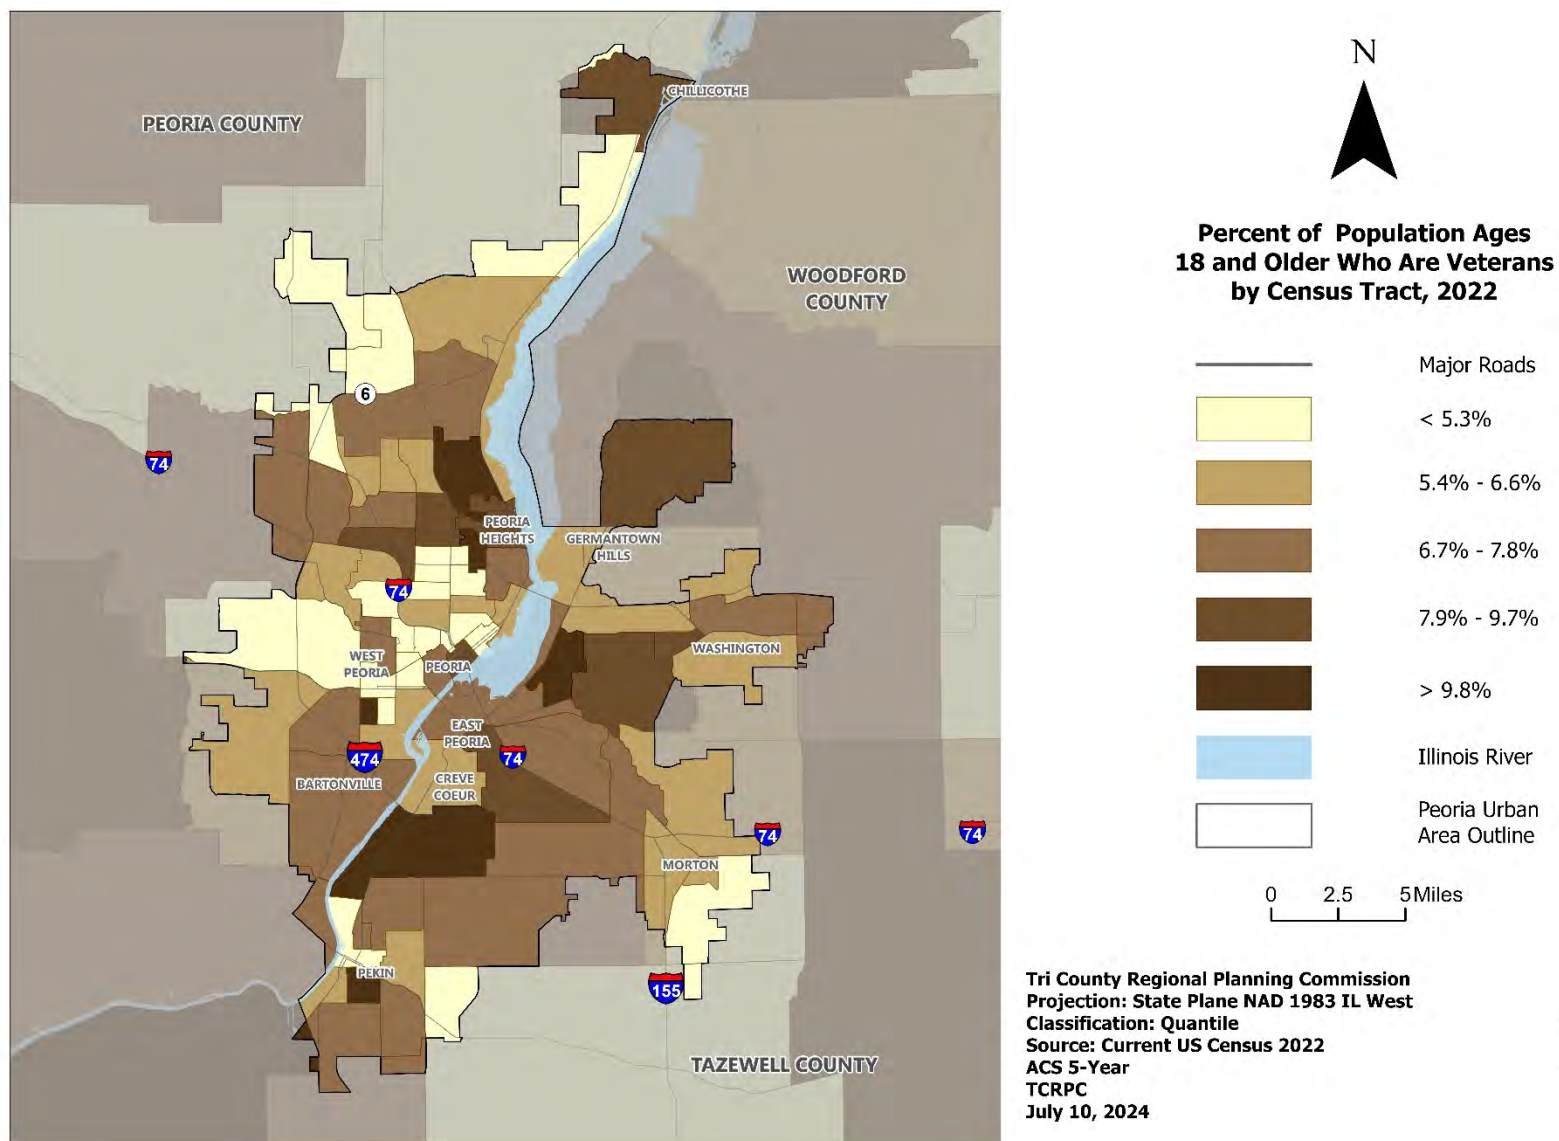 PEORIA COUNTY
CHILLICOTHE
WOODFORD
COUNTY
6
74
PEORIA
HEIGHTS
GERMANTOWN
HILLS
74
WEST
PEORIA
PEORIA
WASHINGTON
EAST
PEORIA
474
74
BARTONVILLE
CREVE
COEUR
74
74
MORTON
PEKIN
155
TAZEWELL COUNTY
N
Percent of Population Ages
18 and Older Who Are Veterans
by Census Tract, 2022
Major Roads
< 5.3%
5.4% - 6.6%
6.7% - 7.8%
7.9% - 9.7%
> 9.8%
Illinois River
Peoria Urban
Area Outline
0 2.5 5 Miles
Tri County Regional Planning Commission
Projection: State Plane NAD 1983 IL West
Classification: Quantile
Source: Current US Census 2022
ACS 5-Year
TCRPC
July 10, 2024